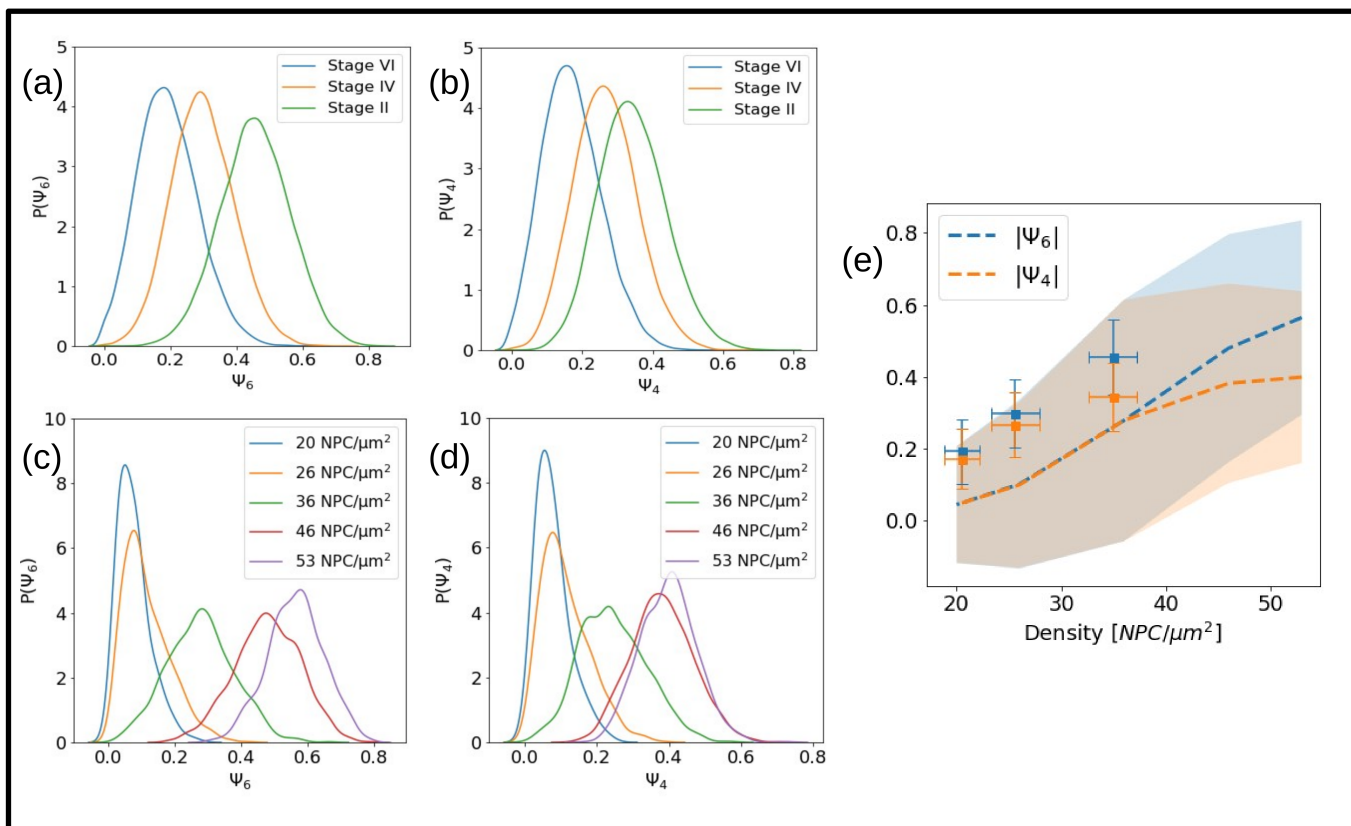 (a)
5
4
3
2
1
0
P(Ψ₆)
Stage VI
Stage IV
Stage II
0.0 0.2 0.4 0.6 0.8
Ψ₆
(b)
5
4
3
2
1
0
P(Ψ₄)
Stage VI
Stage IV
Stage II
0.0 0.2 0.4 0.6 0.8
Ψ₄
(c)
10
8
6
4
2
0
P(Ψ₆)
20 NPC/μm²
26 NPC/μm²
36 NPC/μm²
46 NPC/μm²
53 NPC/μm²
0.0 0.2 0.4 0.6 0.8
Ψ₆
(d)
10
8
6
4
2
0
P(Ψ₄)
20 NPC/μm²
26 NPC/μm²
36 NPC/μm²
46 NPC/μm²
53 NPC/μm²
0.0 0.2 0.4 0.6 0.8
Ψ₄
(e)
0.8
0.6
0.4
0.2
0.0
|Ψ₆|
|Ψ₄|
20 30 40 50
Density [NPC/μm²]